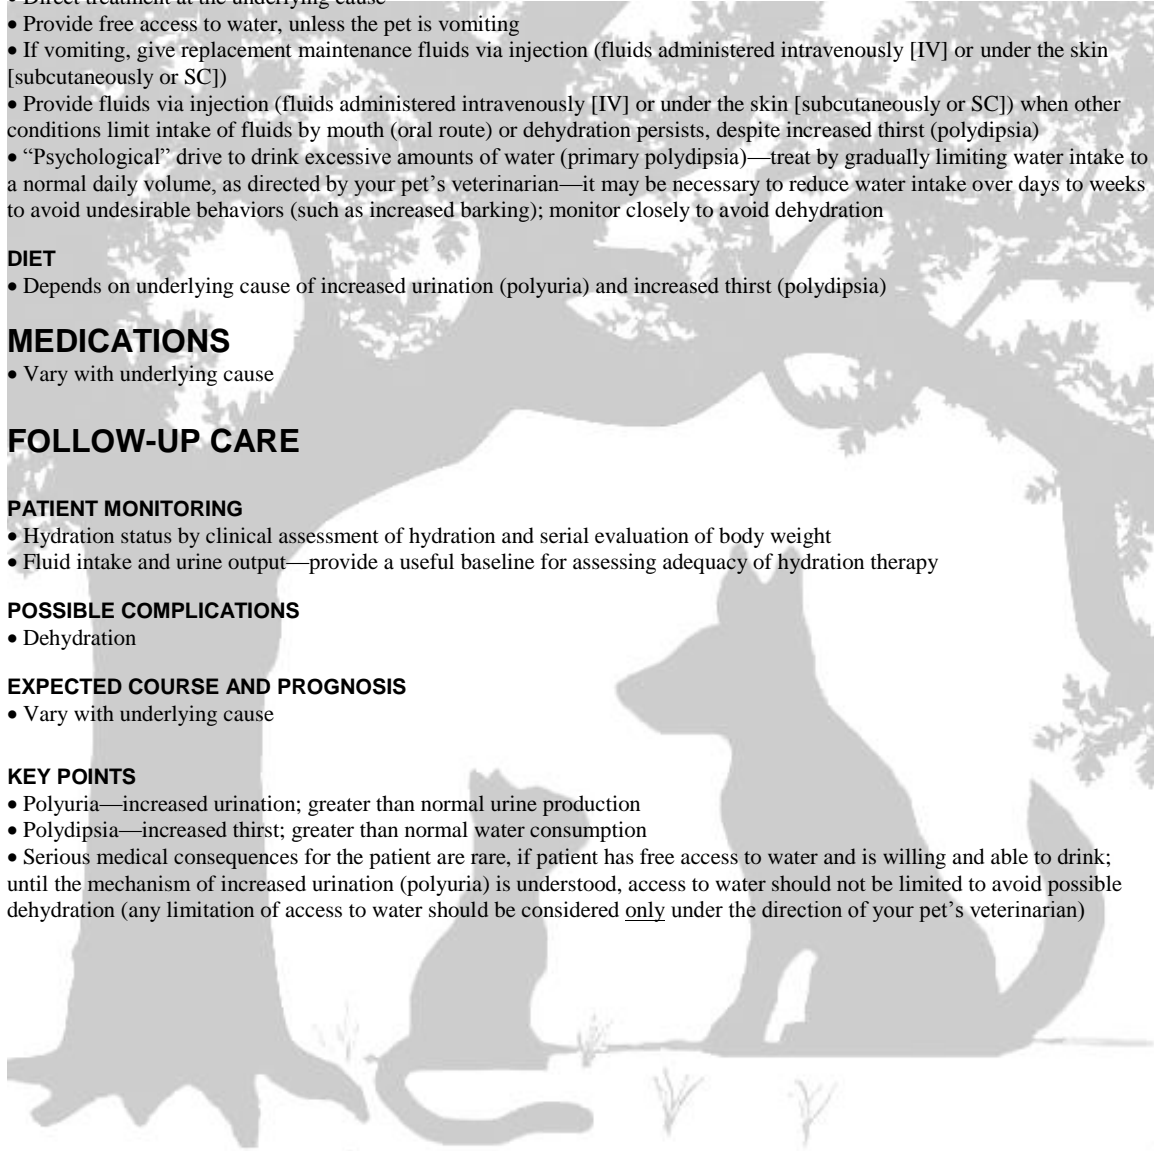 • Direct treatment at the underlying cause
• Provide free access to water, unless the pet is vomiting
• If vomiting, give replacement maintenance fluids via injection (fluids administered intravenously [IV] or under the skin
[subcutaneously or SC])
• Provide fluids via injection (fluids administered intravenously [IV] or under the skin [subcutaneously or SC]) when other
conditions limit intake of fluids by mouth (oral route) or dehydration persists, despite increased thirst (polydipsia)
• “Psychological” drive to drink excessive amounts of water (primary polydipsia)—treat by gradually limiting water intake to
a normal daily volume, as directed by your pet’s veterinarian—it may be necessary to reduce water intake over days to weeks
to avoid undesirable behaviors (such as increased barking); monitor closely to avoid dehydration
DIET
• Depends on underlying cause of increased urination (polyuria) and increased thirst (polydipsia)
MEDICATIONS
• Vary with underlying cause
FOLLOW-UP CARE
PATIENT MONITORING
• Hydration status by clinical assessment of hydration and serial evaluation of body weight
• Fluid intake and urine output—provide a useful baseline for assessing adequacy of hydration therapy
POSSIBLE COMPLICATIONS
• Dehydration
EXPECTED COURSE AND PROGNOSIS
• Vary with underlying cause
KEY POINTS
• Polyuria—increased urination; greater than normal urine production
• Polydipsia—increased thirst; greater than normal water consumption
• Serious medical consequences for the patient are rare, if patient has free access to water and is willing and able to drink;
until the mechanism of increased urination (polyuria) is understood, access to water should not be limited to avoid possible
dehydration (any limitation of access to water should be considered only under the direction of your pet’s veterinarian)